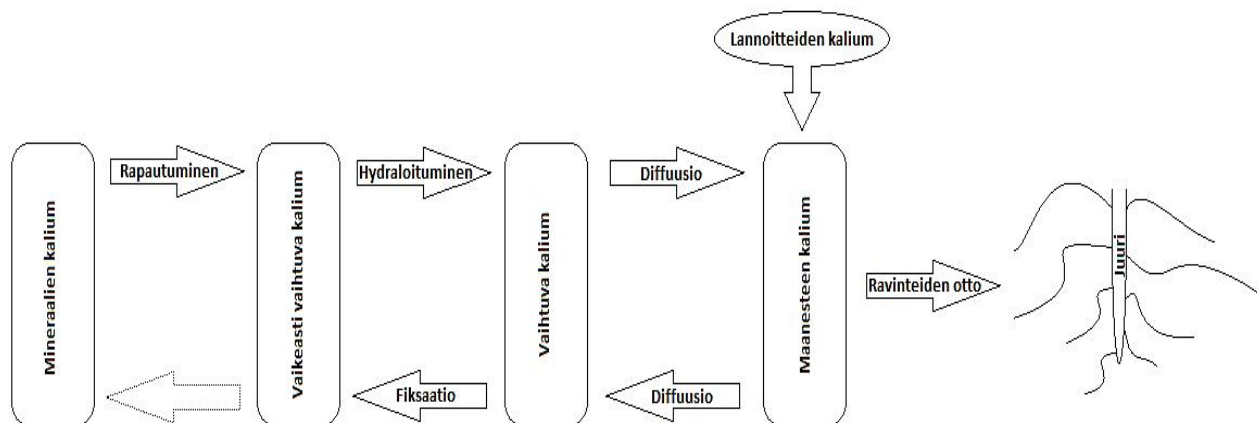 Lannoitteiden kalium
Mineraalien kalium
Rapautuminen
Vaikeasti vaihtuva kalium
Hydraloituminen
Vaihtuva kalium
Diffuusio
Maanesteen kalium
Ravinteiden otto
Juuri
Fiksaatio
Diffuusio